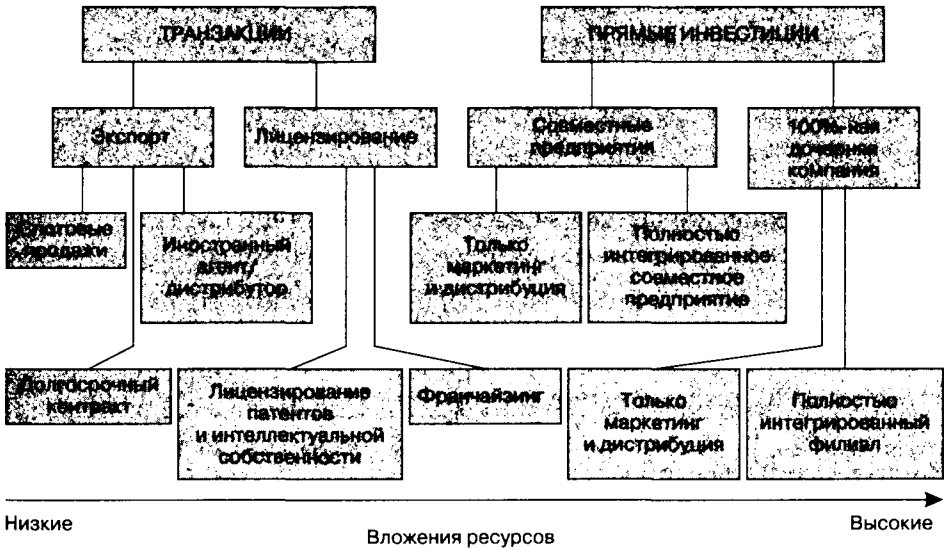 ТРАНЗАКЦИИ
ПРЯМЫЕ ИНВЕСТИЦИИ
Экспорт
Лицензирование
Совместные
предприятия
100%-ная
дочерняя
компания
Спотовые
продажи
Иностранный
агент/
дистрибутор
Только
маркетинг
и дистрибуция
Полностью
интегрированное
совместное
предприятие
Долгосрочный
контракт
Лицензирование
патентов
и интеллектуальной
собственности
Франчайзинг
Только
маркетинг
и дистрибуция
Полностью
интегрированный
филиал
Низкие
Вложения ресурсов
Высокие